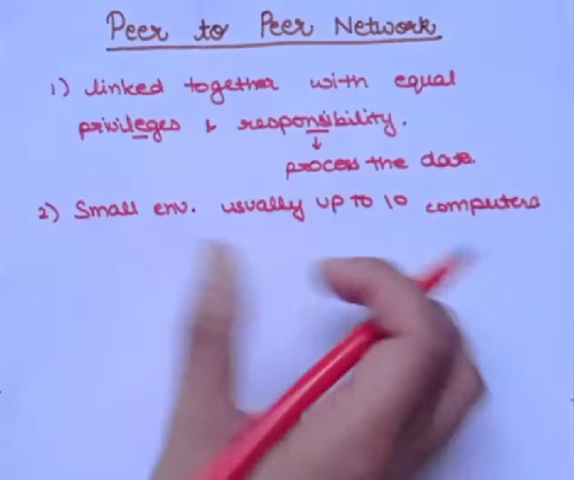 Peer to Peer Network
1) linked together with equal
privileges & responsibility.
↓
process the data
2) Small env. usually up to 10 computers